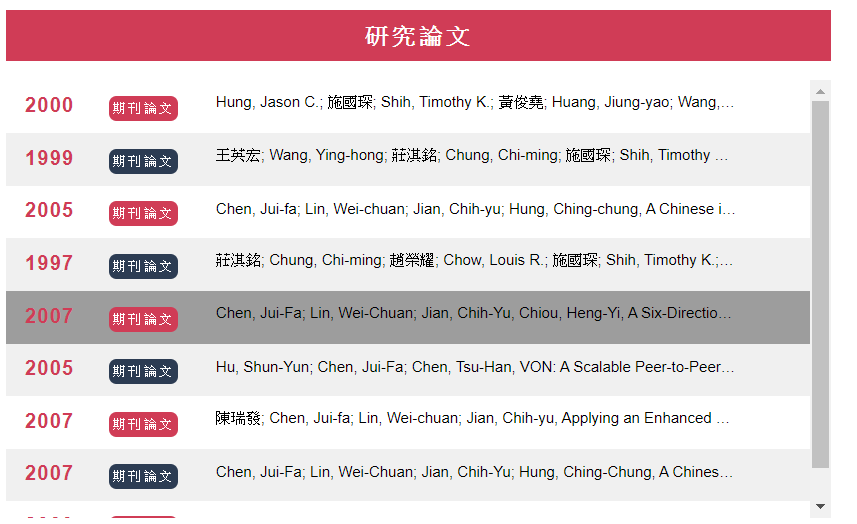 研究論文
2000 期刊論文 Hung, Jason C.; 施國琛; Shih, Timothy K.; 黃俊堯; Huang, Jiung-yao; Wang,...
1999 期刊論文 王英宏; Wang, Ying-hong; 莊淇銘; Chung, Chi-ming; 施國琛; Shih, Timothy ...
2005 期刊論文 Chen, Jui-fa; Lin, Wei-chuan; Jian, Chih-yu; Hung, Ching-chung, A Chinese i...
1997 期刊論文 莊淇銘; Chung, Chi-ming; 趙榮耀; Chow, Louis R.; 施國琛; Shih, Timothy K.;...
2007 期刊論文 Chen, Jui-Fa; Lin, Wei-Chuan; Jian, Chih-Yu, Chiou, Heng-Yi, A Six-Directio...
2005 期刊論文 Hu, Shun-Yun; Chen, Jui-Fa; Chen, Tsu-Han, VON: A Scalable Peer-to-Peer...
2007 期刊論文 陳瑞發; Chen, Jui-fa; Lin, Wei-chuan; Jian, Chih-yu, Applying an Enhanced ...
2007 期刊論文 Chen, Jui-Fa; Lin, Wei-Chuan; Jian, Chih-Yu; Hung, Ching-Chung, A Chines...